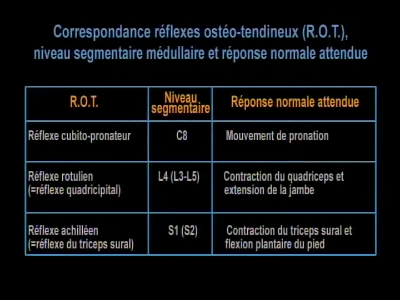 Correspondance réflexes ostéo-tendineux (R.O.T.),
niveau segmentaire médullaire et réponse normale attendue
R.O.T.
Niveau
segmentaire
Réponse normale attendue
Réflexe cubito-pronateur
C8
Mouvement de pronation
Réflexe rotulien
(=réflexe quadricipital)
L4 (L3-L5)
Contraction du quadriceps et
extension de la jambe
Réflexe achilléen
(=réflexe du triceps sural)
S1 (S2)
Contraction du triceps sural et
flexion plantaire du pied